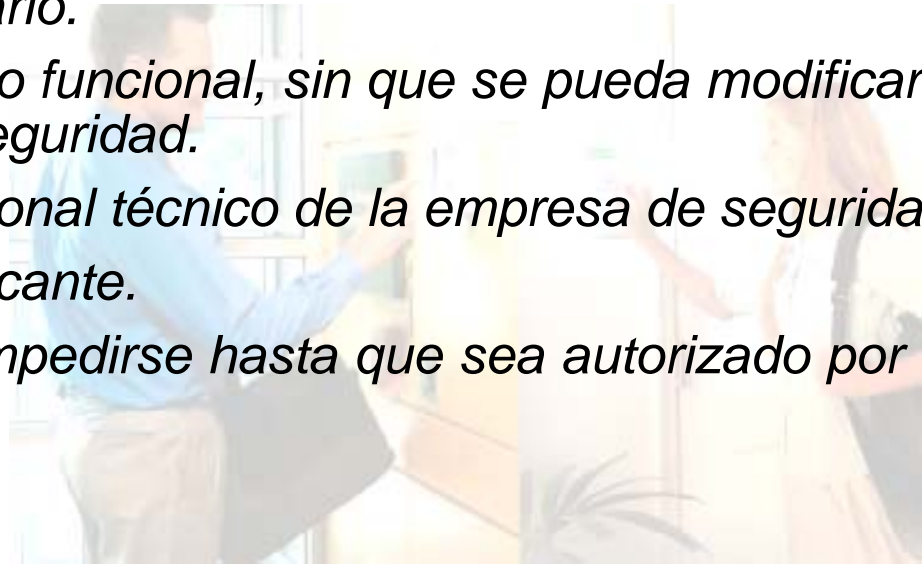 ario.
o funcional, sin que se pueda modificar
eguridad.
onal técnico de la empresa de segurida
cante.
mpedirse hasta que sea autorizado por